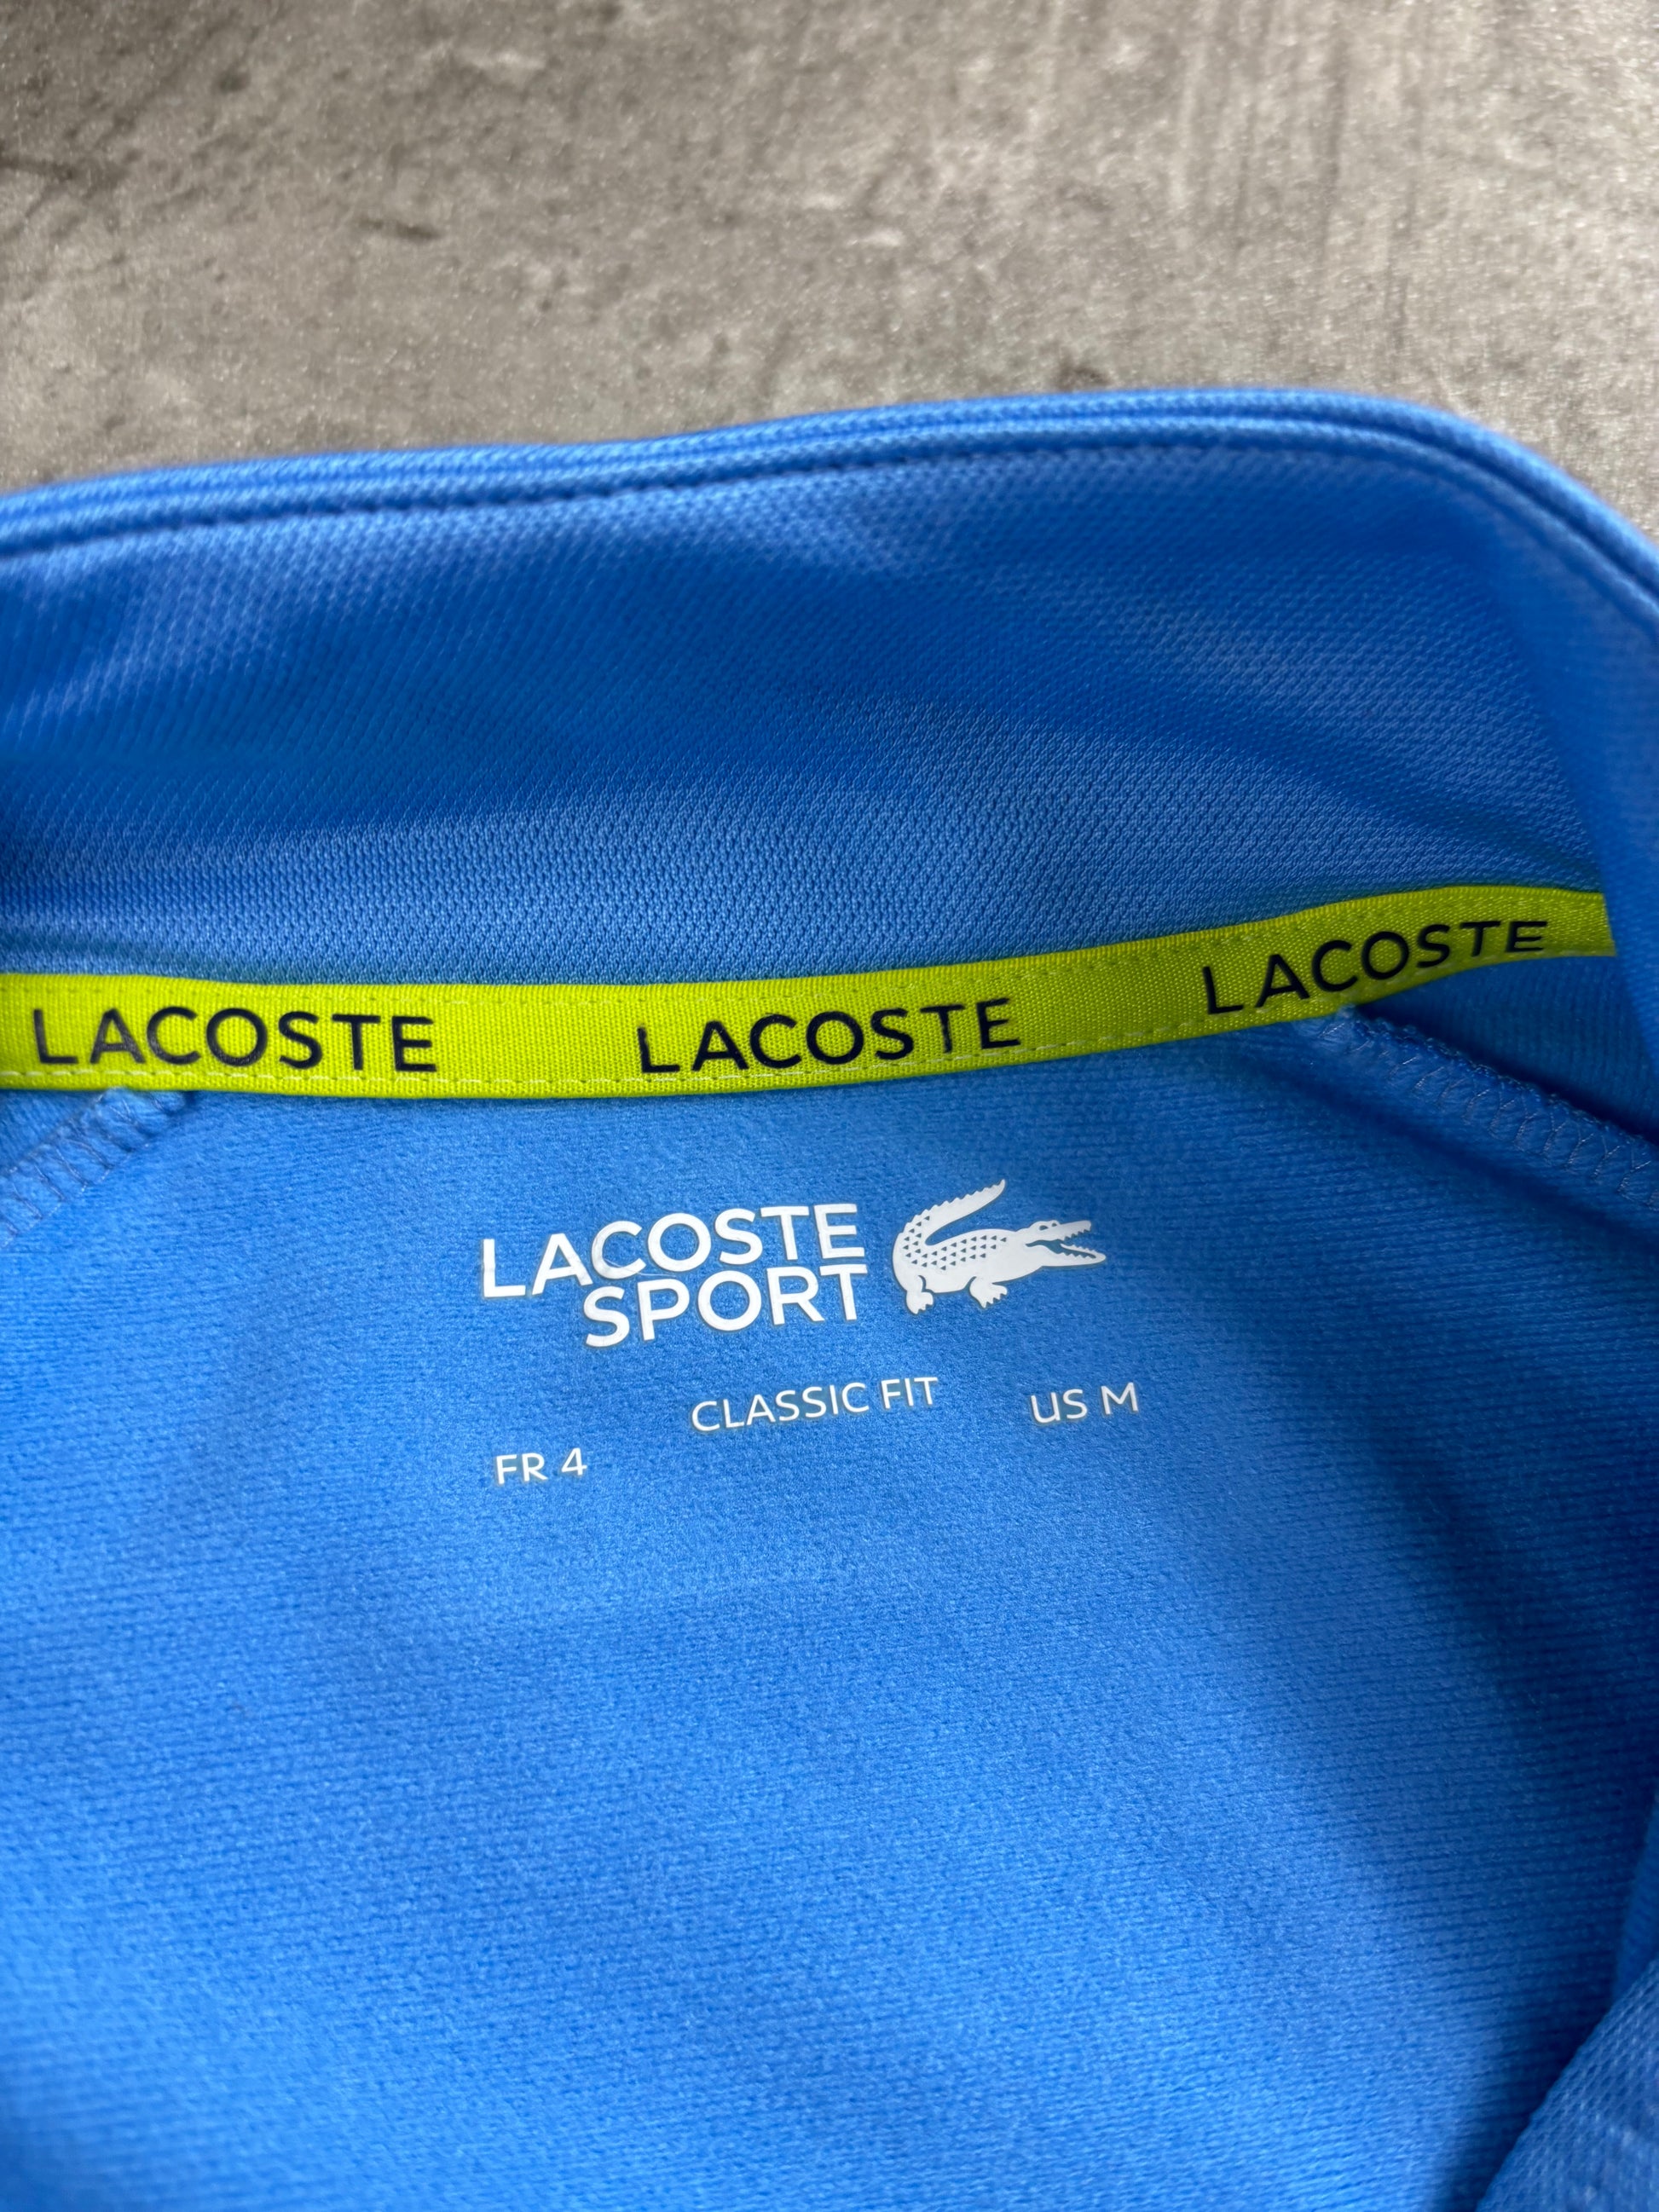 LACOSTE LACOSTE LACOSTE
LACOSTE
SPORT
CLASSIC FIT
FR 4 US M